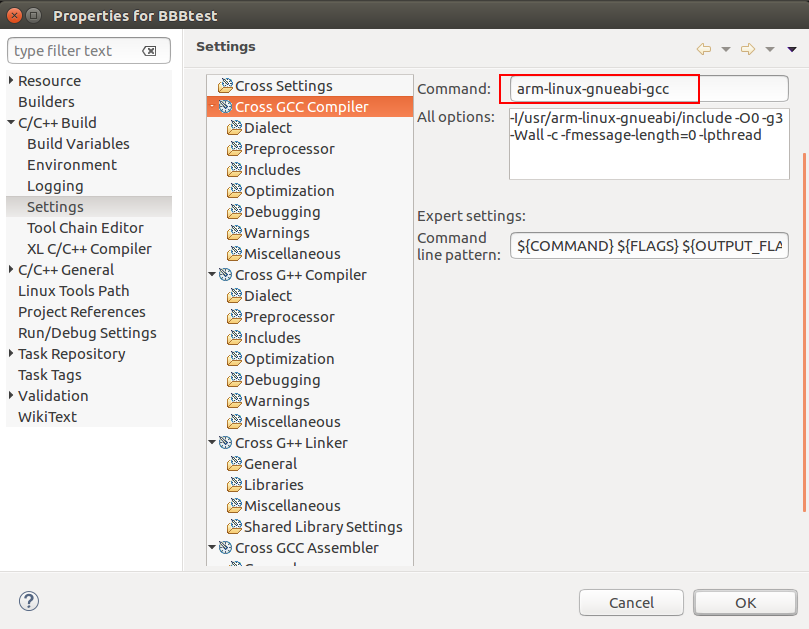 Properties for BBBtest
type filter text
Resource
Builders
C/C++ Build
Build Variables
Environment
Logging
Settings
Tool Chain Editor
XL C/C++ Compiler
C/C++ General
Linux Tools Path
Project References
Run/Debug Settings
Task Repository
Task Tags
Validation
WikiText
Settings
Cross Settings
Cross GCC Compiler
Dialect
Preprocessor
Includes
Optimization
Debugging
Warnings
Miscellaneous
Cross G++ Compiler
Dialect
Preprocessor
Includes
Optimization
Debugging
Warnings
Miscellaneous
Cross G++ Linker
General
Libraries
Miscellaneous
Shared Library Settings
Cross GCC Assembler
Command: arm-linux-gnueabi-gcc
All options: -I/usr/arm-linux-gnueabi/include -O0 -g3
-Wall -c -fmessage-length=0 -lpthread
Expert settings:
Command
line pattern: ${COMMAND} ${FLAGS} ${OUTPUT_FLA
Cancel
OK